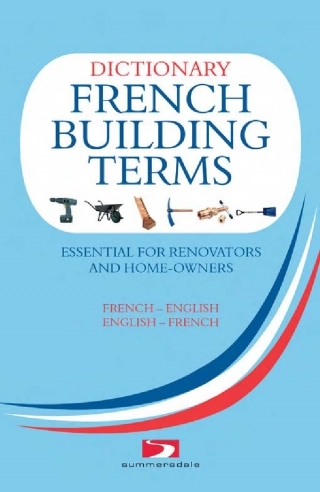 DICTIONARY
FRENCH
BUILDING
TERMS
ESSENTIAL FOR RENOVATORS
AND HOME-OWNERS
FRENCH – ENGLISH
ENGLISH – FRENCH
summersdale